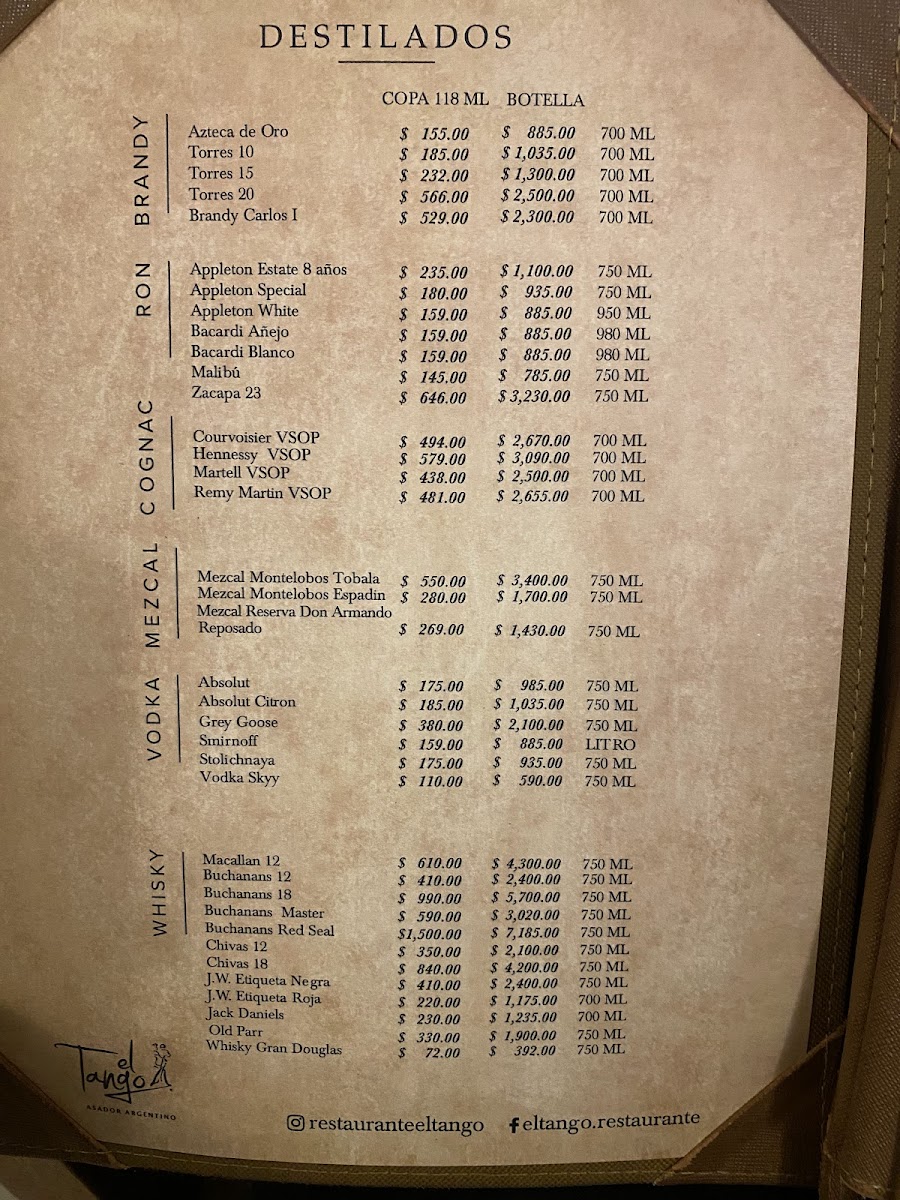 DESTILADOS
COPA 118 ML BOTELLA
BRANDY
Azteca de Oro $ 155.00 $ 885.00 700 ML
Torres 10 $ 185.00 $ 1,035.00 700 ML
Torres 15 $ 232.00 $ 1,300.00 700 ML
Torres 20 $ 566.00 $ 2,500.00 700 ML
Brandy Carlos I $ 529.00 $ 2,300.00 700 ML
RON
Appleton Estate 8 años $ 235.00 $ 1,100.00 750 ML
Appleton Special $ 180.00 $ 935.00 750 ML
Appleton White $ 159.00 $ 885.00 950 ML
Bacardi Añejo $ 159.00 $ 885.00 980 ML
Bacardi Blanco $ 159.00 $ 885.00 980 ML
Malibú $ 145.00 $ 785.00 750 ML
Zacapa 23 $ 646.00 $ 3,230.00 750 ML
COGNAC
Courvoisier VSOP $ 494.00 $ 2,670.00 700 ML
Hennessy VSOP $ 579.00 $ 3,090.00 700 ML
Martell VSOP $ 438.00 $ 2,500.00 700 ML
Remy Martin VSOP $ 481.00 $ 2,655.00 700 ML
MEZCAL
Mezcal Montelobos Tobala $ 550.00 $ 3,400.00 750 ML
Mezcal Montelobos Espadin $ 280.00 $ 1,700.00 750 ML
Mezcal Reserva Don Armando
Reposado $ 269.00 $ 1,430.00 750 ML
VODKA
Absolut $ 175.00 $ 985.00 750 ML
Absolut Citron $ 185.00 $ 1,035.00 750 ML
Grey Goose $ 380.00 $ 2,100.00 750 ML
Smirnoff $ 159.00 $ 885.00 LITRO
Stolichnaya $ 175.00 $ 935.00 750 ML
Vodka Skyy $ 110.00 $ 590.00 750 ML
WHISKY
Macallan 12 $ 610.00 $ 4,300.00 750 ML
Buchanans 12 $ 410.00 $ 2,400.00 750 ML
Buchanans 18 $ 990.00 $ 5,700.00 750 ML
Buchanans Master $ 590.00 $ 3,020.00 750 ML
Buchanans Red Seal $1,500.00 $ 7,185.00 750 ML
Chivas 12 $ 350.00 $ 2,100.00 750 ML
Chivas 18 $ 840.00 $ 4,200.00 750 ML
J.W. Etiqueta Negra $ 410.00 $ 2,400.00 750 ML
J.W. Etiqueta Roja $ 220.00 $ 1,175.00 700 ML
Jack Daniels $ 230.00 $ 1,235.00 700 ML
Old Parr $ 330.00 $ 1,900.00 750 ML
Whisky Gran Douglas $ 72.00 $ 392.00 750 ML
el
Tango
ASADOR ARGENTINO
restauranteeltango eltango.restaurante